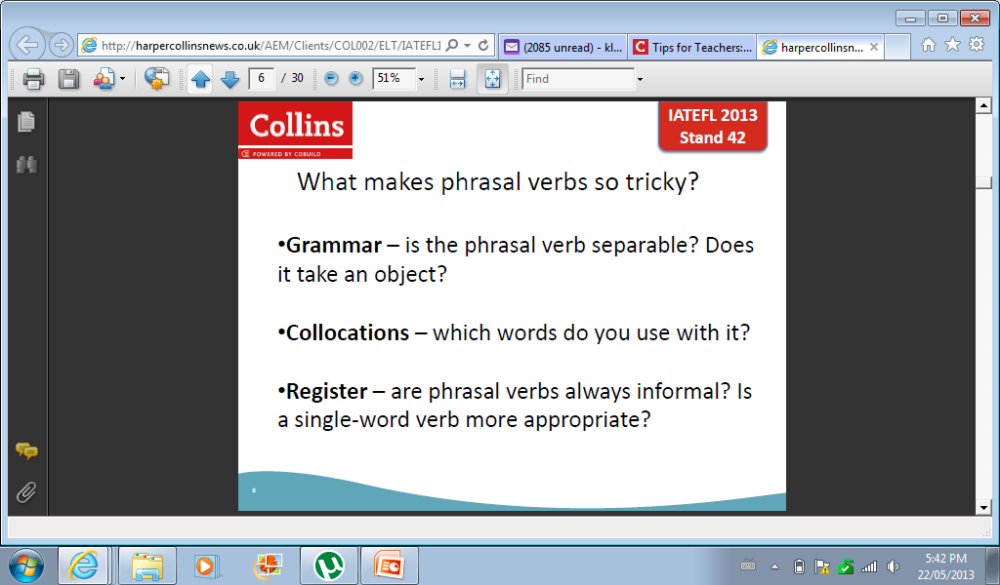 http://harpercollinsnews.co.uk/AEM/Clients/COL002/ELT/IATEFL1
(2085 unread) - kl...
Tips for Teachers:...
harpercollinsn...
6 / 30
51%
Find
Collins
POWERED BY COBUILD
IATEFL 2013
Stand 42
What makes phrasal verbs so tricky?
•Grammar – is the phrasal verb separable? Does
it take an object?
•Collocations – which words do you use with it?
•Register – are phrasal verbs always informal? Is
a single-word verb more appropriate?
6
5:42 PM
22/05/2013